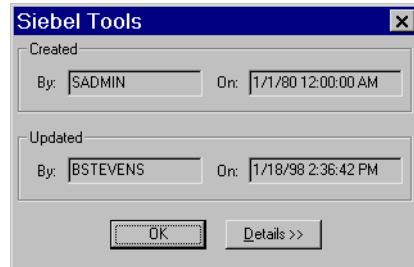 Siebel Tools
Created
By: SADMIN On: 1/1/80 12:00:00 AM
Updated
By: BSTEVENS On: 1/18/98 2:36:42 PM
OK Details >>